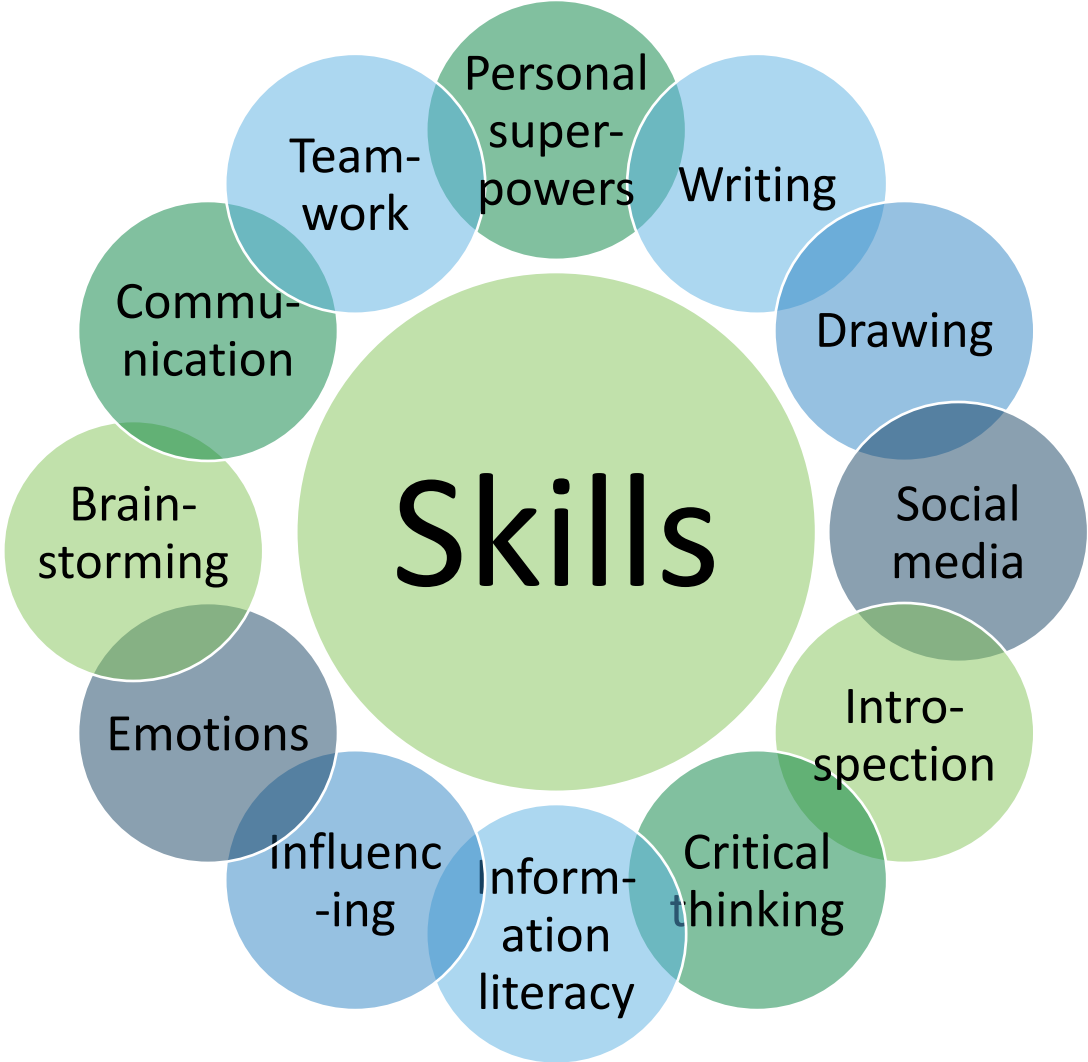 Personal
super-
powers
Writing
Drawing
Social
media
Intro-
spection
Critical
thinking
Inform-
ation
literacy
Influenc
-ing
Emotions
Brain-
storming
Commu-
nication
Team-
work
Skills